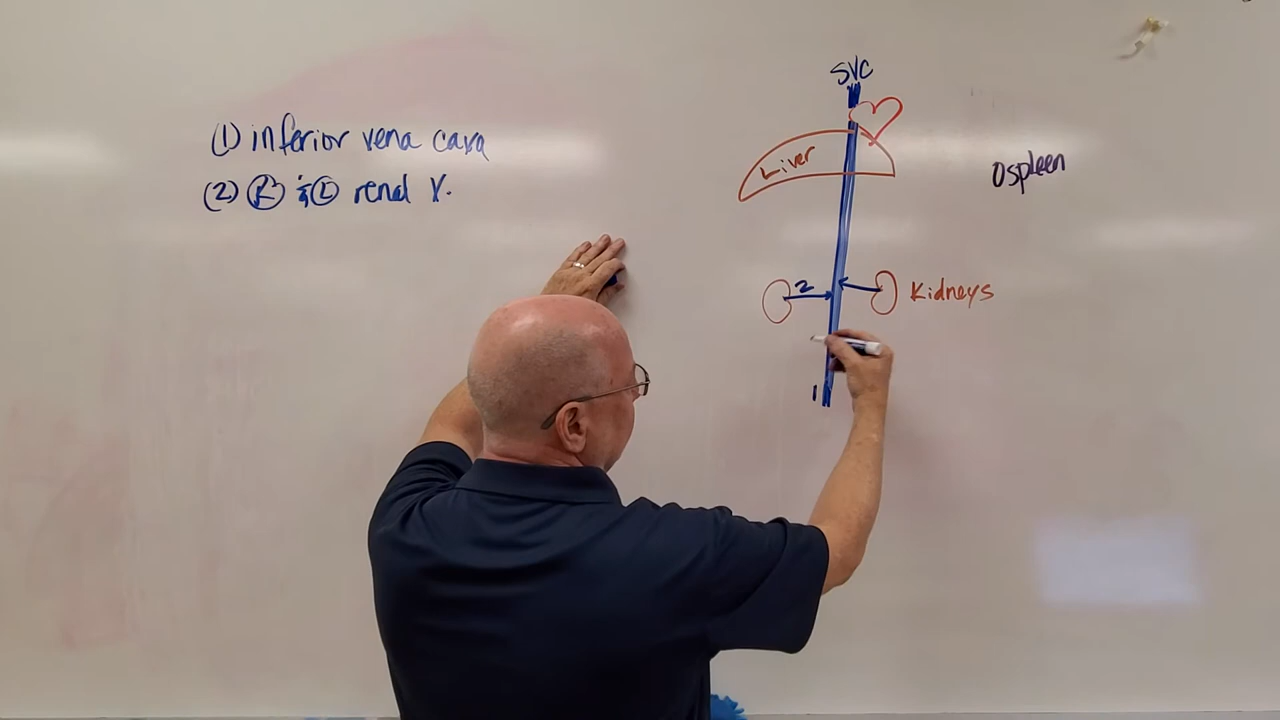 SVC
(1) inferior vena cava
Liver
Ospleen
(2) Ⓡ & Ⓛ renal v.
2
Kidneys
1